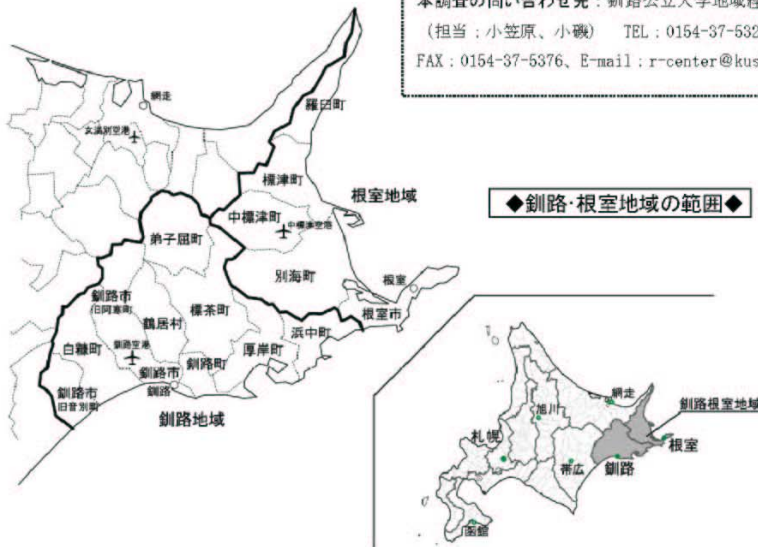 本調査の問い合わせ先：釧路公立大学地域経
（担当；小笠原、小磯） TEL：0154-37-532
FAX：0154-37-5376、E-mail：r-center@kus
網走
女満別空港
羅臼町
標津町
根室地域
中標津町
中標津空港
◆釧路・根室地域の範囲◆
弟子屈町
別海町
根室
根室市
釧路市
旧阿寒町
標茶町
鶴居村
浜中町
厚岸町
白糠町
釧路空港
釧路町
釧路市
釧路
釧路市
旧音別町
釧路地域
網走
旭川
釧路根室地域
札幌
根室
帯広
釧路
函館